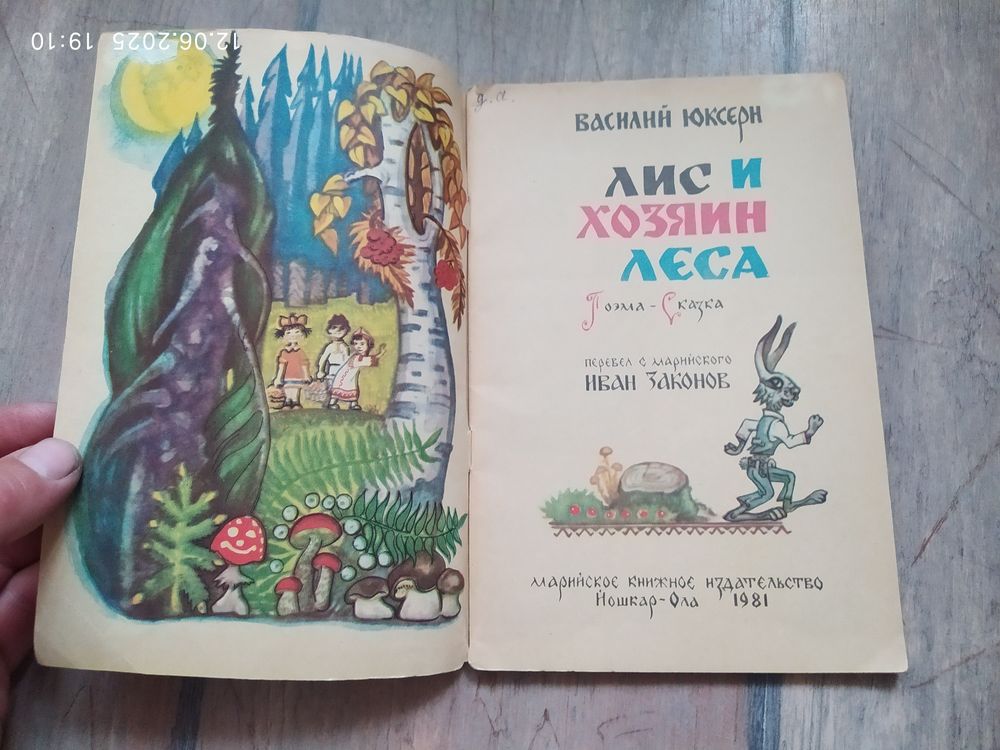 12.06.2025 19:10
д.а.
ВАСИЛИЙ ЮКСЕРН
ЛИС И
ХОЗЯИН
ЛЕСА
Поэма-Сказка
ПЕРЕВЕЛ С МАРИЙСКОГО
ИВАН ЗАКОНОВ
МАРИЙСКОЕ КНИЖНОЕ ИЗДАТЕЛЬСТВО
Йошкар-Ола 1981